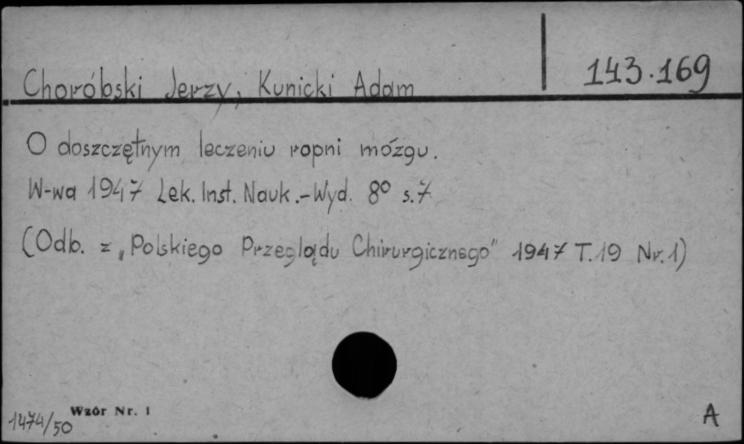 Choróbski Jerzy, Kunicki Adam
143.169
O doszczętnym leczeniu ropni mózgu.
W-wa 1947 Lek. Inst. Nauk.-Wyd. 8° s.7
(Odb. z „Polskiego Przeglądu Chirurgicznego" 1947 T.19 Nr.1)
1474/50
Wzór Nr. 1
A